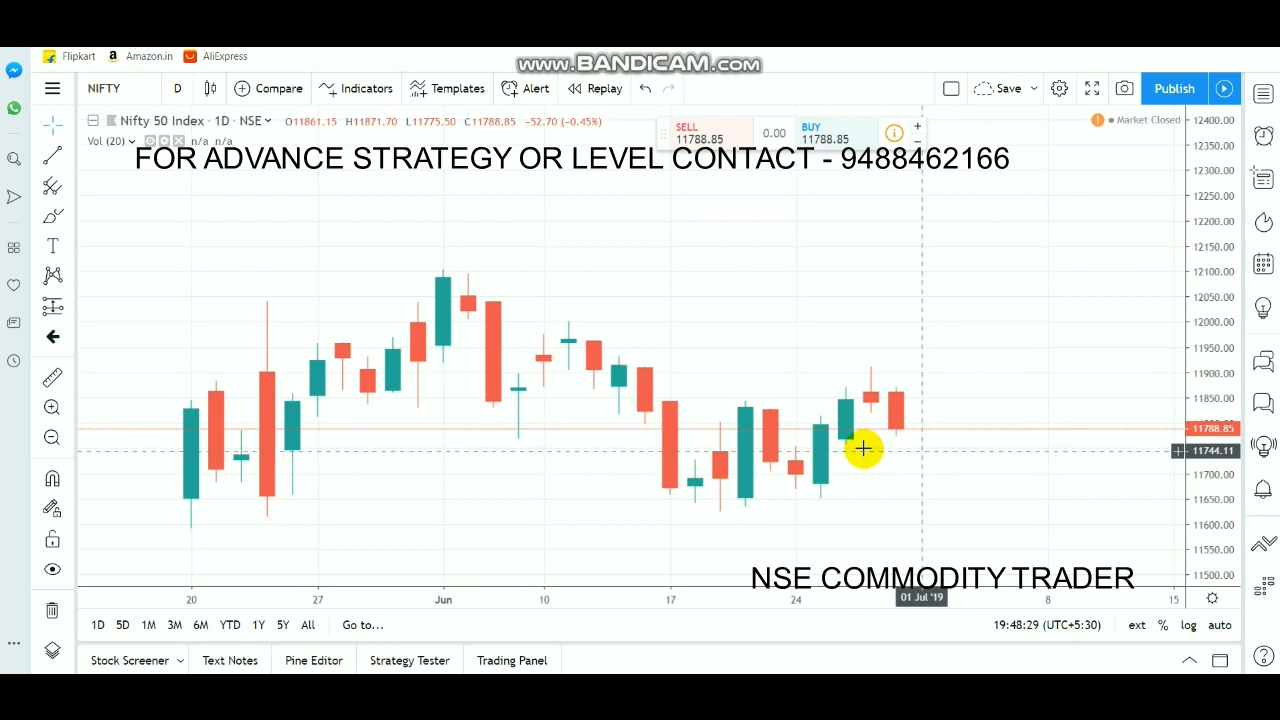 www.BANDICAM.com
Flipkart Amazon.in AliExpress
NIFTY D Compare Indicators Templates Alert Replay Save Publish
Nifty 50 Index · 1D · NSE O11861.15 H11871.70 L11775.50 C11788.85 −52.70 (−0.45%)
SELL 11788.85 0.00 BUY 11788.85
Market Closed
Vol (20) n/a n/a
FOR ADVANCE STRATEGY OR LEVEL CONTACT - 9488462166
12400.00
12350.00
12300.00
12250.00
12200.00
12150.00
12100.00
12050.00
12000.00
11950.00
11900.00
11850.00
11788.85
11744.11
11700.00
11650.00
11600.00
11550.00
11500.00
NSE COMMODITY TRADER
20 27 Jun 10 17 24 01 Jul '19 8 15
1D 5D 1M 3M 6M YTD 1Y 5Y All Go to... 19:48:29 (UTC+5:30) ext % log auto
Stock Screener Text Notes Pine Editor Strategy Tester Trading Panel